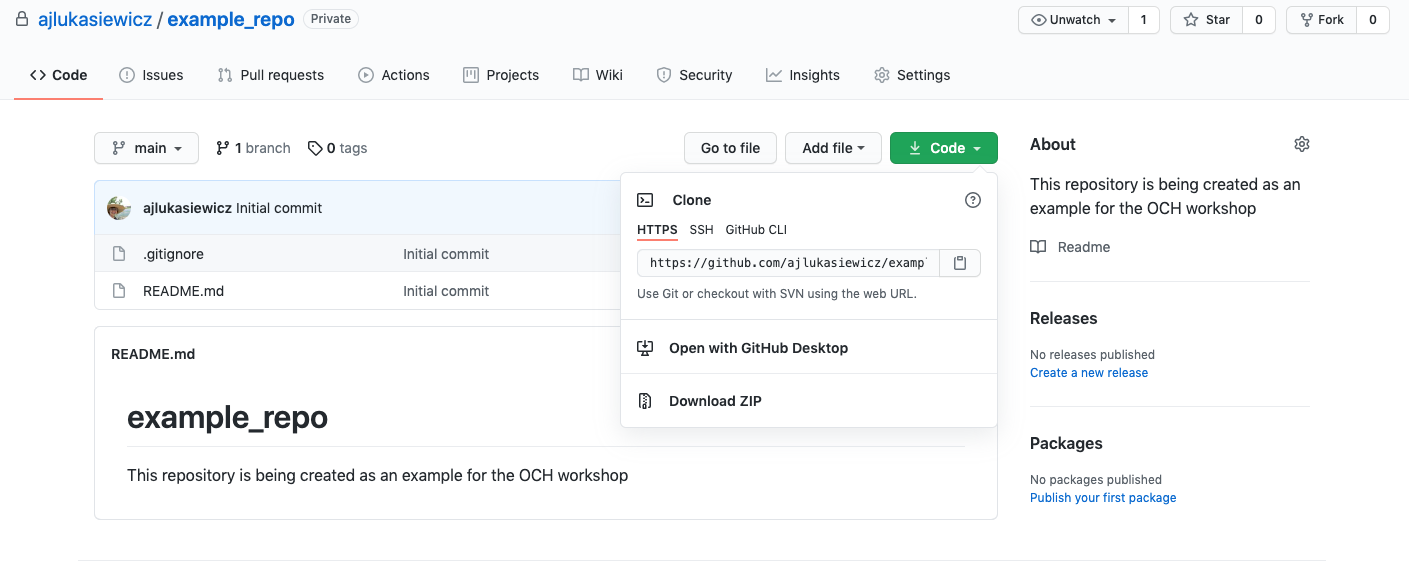 ajlukasiewicz / example_repo Private
Unwatch 1 Star 0 Fork 0
Code Issues Pull requests Actions Projects Wiki Security Insights Settings
main 1 branch 0 tags Go to file Add file Code
ajlukasiewicz Initial commit
.gitignore Initial commit
README.md Initial commit
Clone
HTTPS SSH GitHub CLI
https://github.com/ajlukasiewicz/exampl
Use Git or checkout with SVN using the web URL.
Open with GitHub Desktop
Download ZIP
README.md
example_repo
This repository is being created as an example for the OCH workshop
About
This repository is being created as an
example for the OCH workshop
Readme
Releases
No releases published
Create a new release
Packages
No packages published
Publish your first package